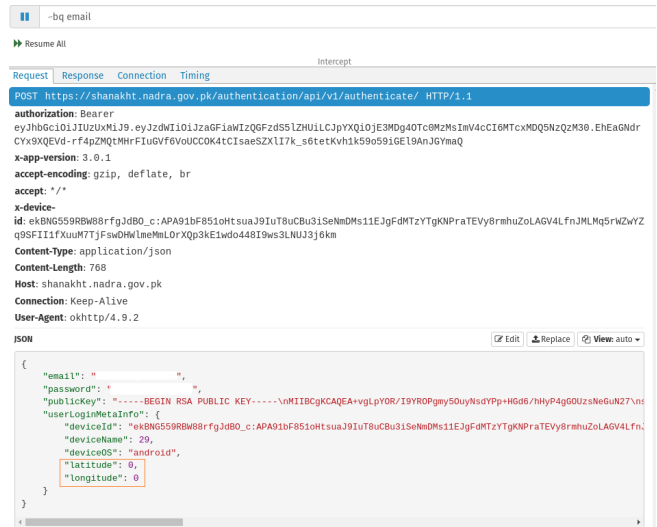 ~bq email
Resume All
Intercept
Request Response Connection Timing
POST https://shanakht.nadra.gov.pk/authentication/api/v1/authenticate/ HTTP/1.1
authorization: Bearer
eyJhbGciOiJIUzUxMiJ9.eyJzdWIiOiJzaGFiaWIzQGFzdS5lZHUiLCJpYXQiOjE3MDg4OTc0MzMsImV4cCI6MTcxMDQ5NzQzM30.EhEaGNdr
CYx9XQEVd-rf4pZMQtMHrFIuGVf6VoUCCOK4tCIsaeSZXlI7k_s6tetKvh1k59o59iGEl9AnJGYmaQ
x-app-version: 3.0.1
accept-encoding: gzip, deflate, br
accept: */*
x-device-
id: ekBNG559RBW88rfgJdBO_c:APA91bF851oHtsuaJ9IuT8uCBu3iSeNmDMs11EJgFdMTzYTgKNPraTEVy8rmhuZoLAGV4LfnJMLMq5rWZwYZ
q9SFII1fXuuM7TjFswDHWlmeMmLOrXQp3kE1wdo448I9ws3LNUJ3j6km
Content-Type: application/json
Content-Length: 768
Host: shanakht.nadra.gov.pk
Connection: Keep-Alive
User-Agent: okhttp/4.9.2
JSON Edit Replace View: auto
{
"email": " ",
"password": " ",
"publicKey": "-----BEGIN RSA PUBLIC KEY-----\nMIIBCgKCAQEA+vgLpYOR/I9YROPgmy5OuyNsdYPp+HGd6/hHyP4gGOUzsNeGuN27\ns
"userLoginMetaInfo": {
"deviceId": "ekBNG559RBW88rfgJdBO_c:APA91bF851oHtsuaJ9IuT8uCBu3iSeNmDMs11EJgFdMTzYTgKNPraTEVy8rmhuZoLAGV4LfnJ
"deviceName": 29,
"deviceOS": "android",
"latitude": 0,
"longitude": 0
}
}